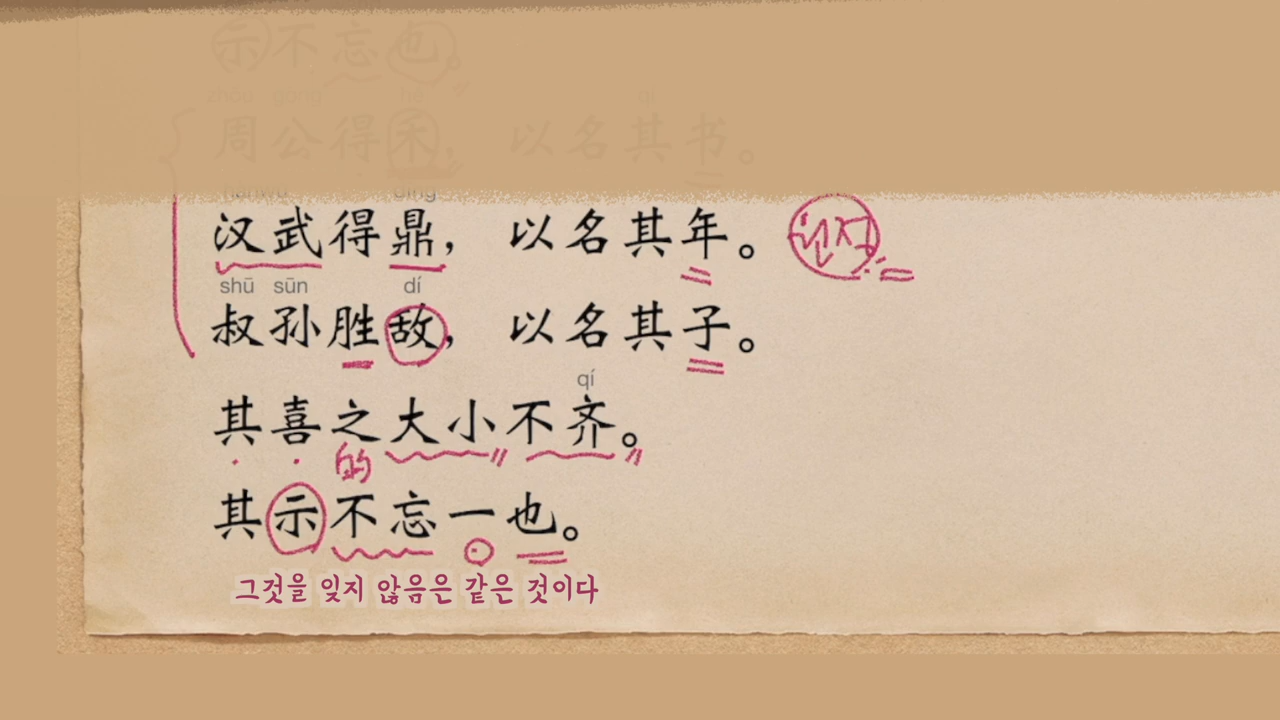 示不忘也
zhōu gōng hé qí
周公得禾， 以名其书。
hànwǔ dǐng
汉武得鼎， 以名其年。
shū sūn dí
叔孙胜敌， 以名其子。
qí
其喜之大小不齐。
的
其示不忘一也。
그것을 잊지 않음은 같은 것이다